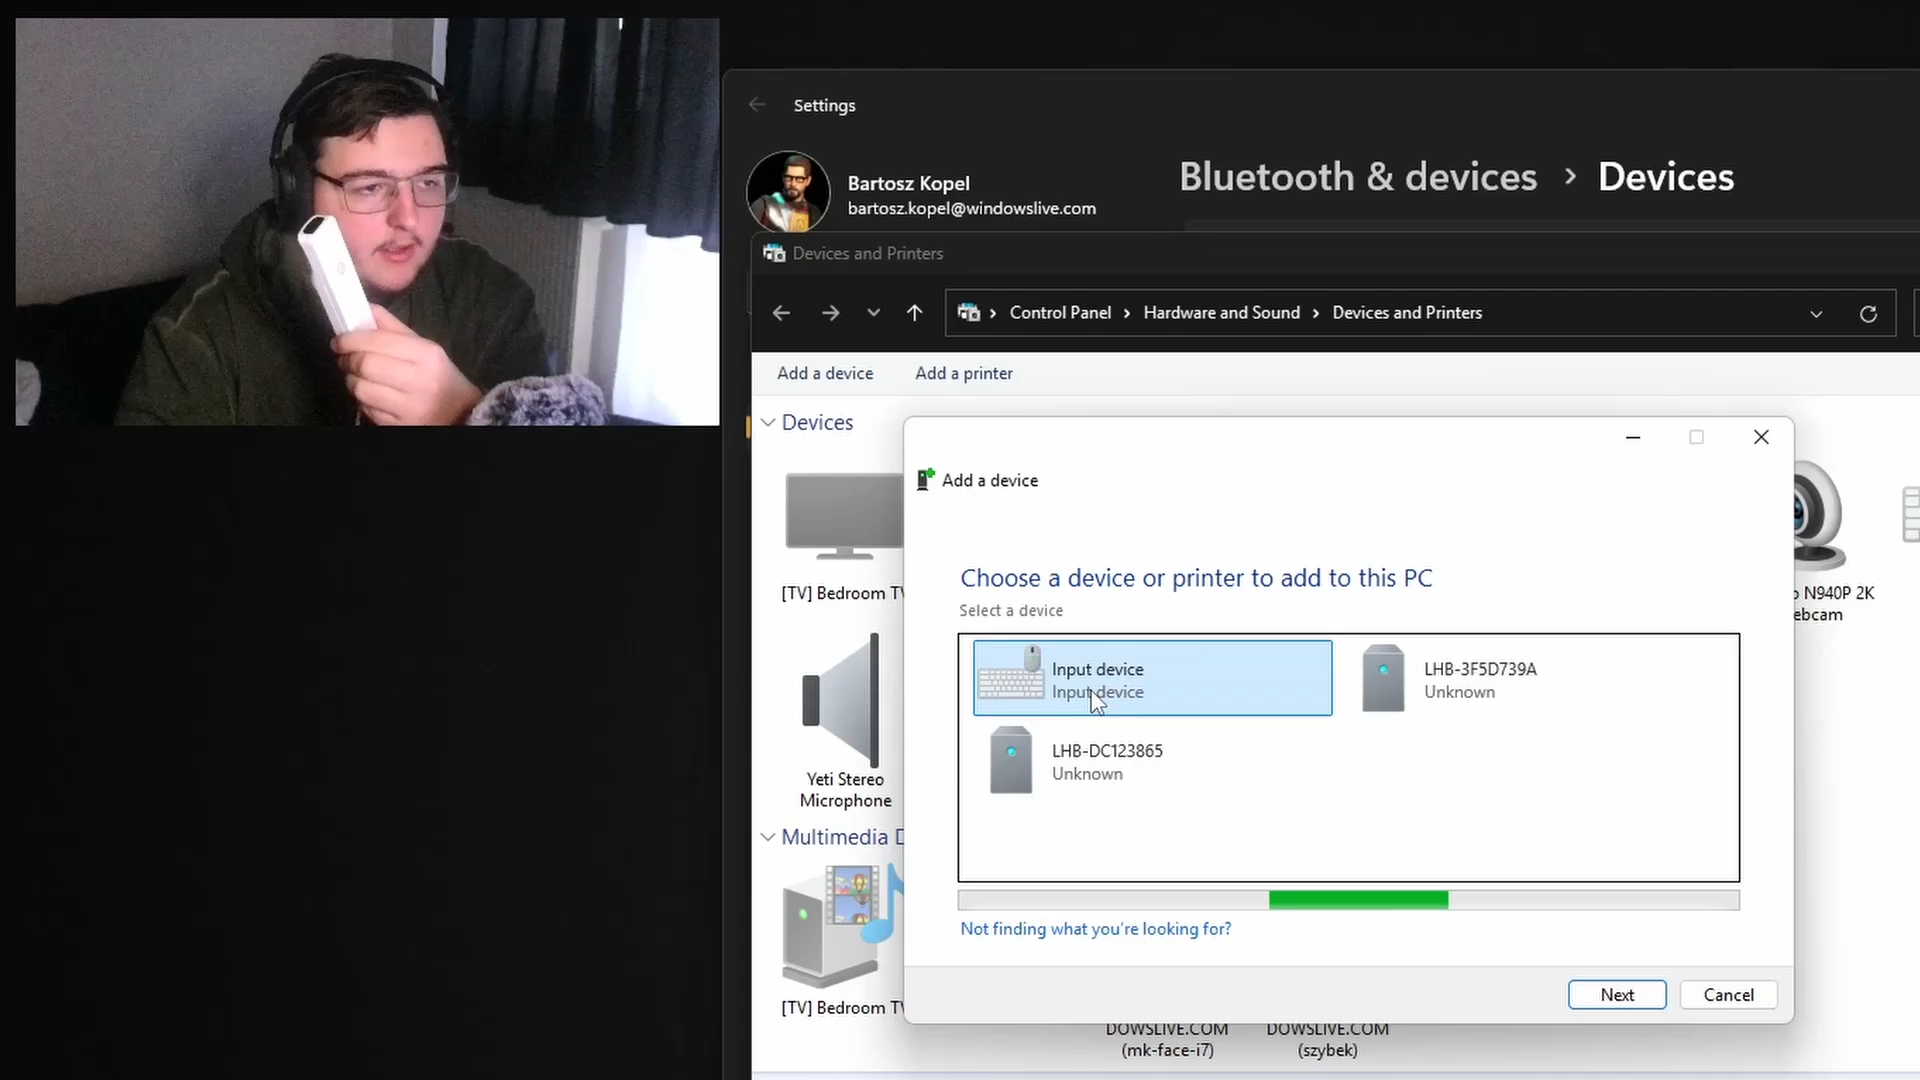 Settings
Bartosz Kopel
bartosz.kopel@windowslive.com
Bluetooth & devices › Devices
Devices and Printers
Control Panel › Hardware and Sound › Devices and Printers
Add a device
Add a printer
Devices
[TV] Bedroom TV
Yeti Stereo
Microphone
Multimedia D
[TV] Bedroom TV
Add a device
Choose a device or printer to add to this PC
Select a device
Input device
Input device
LHB-3F5D739A
Unknown
LHB-DC123865
Unknown
Not finding what you're looking for?
Next
Cancel
N940P 2K
ebcam
DOWSLIVE.COM
(mk-face-i7)
DOWSLIVE.COM
(szybek)